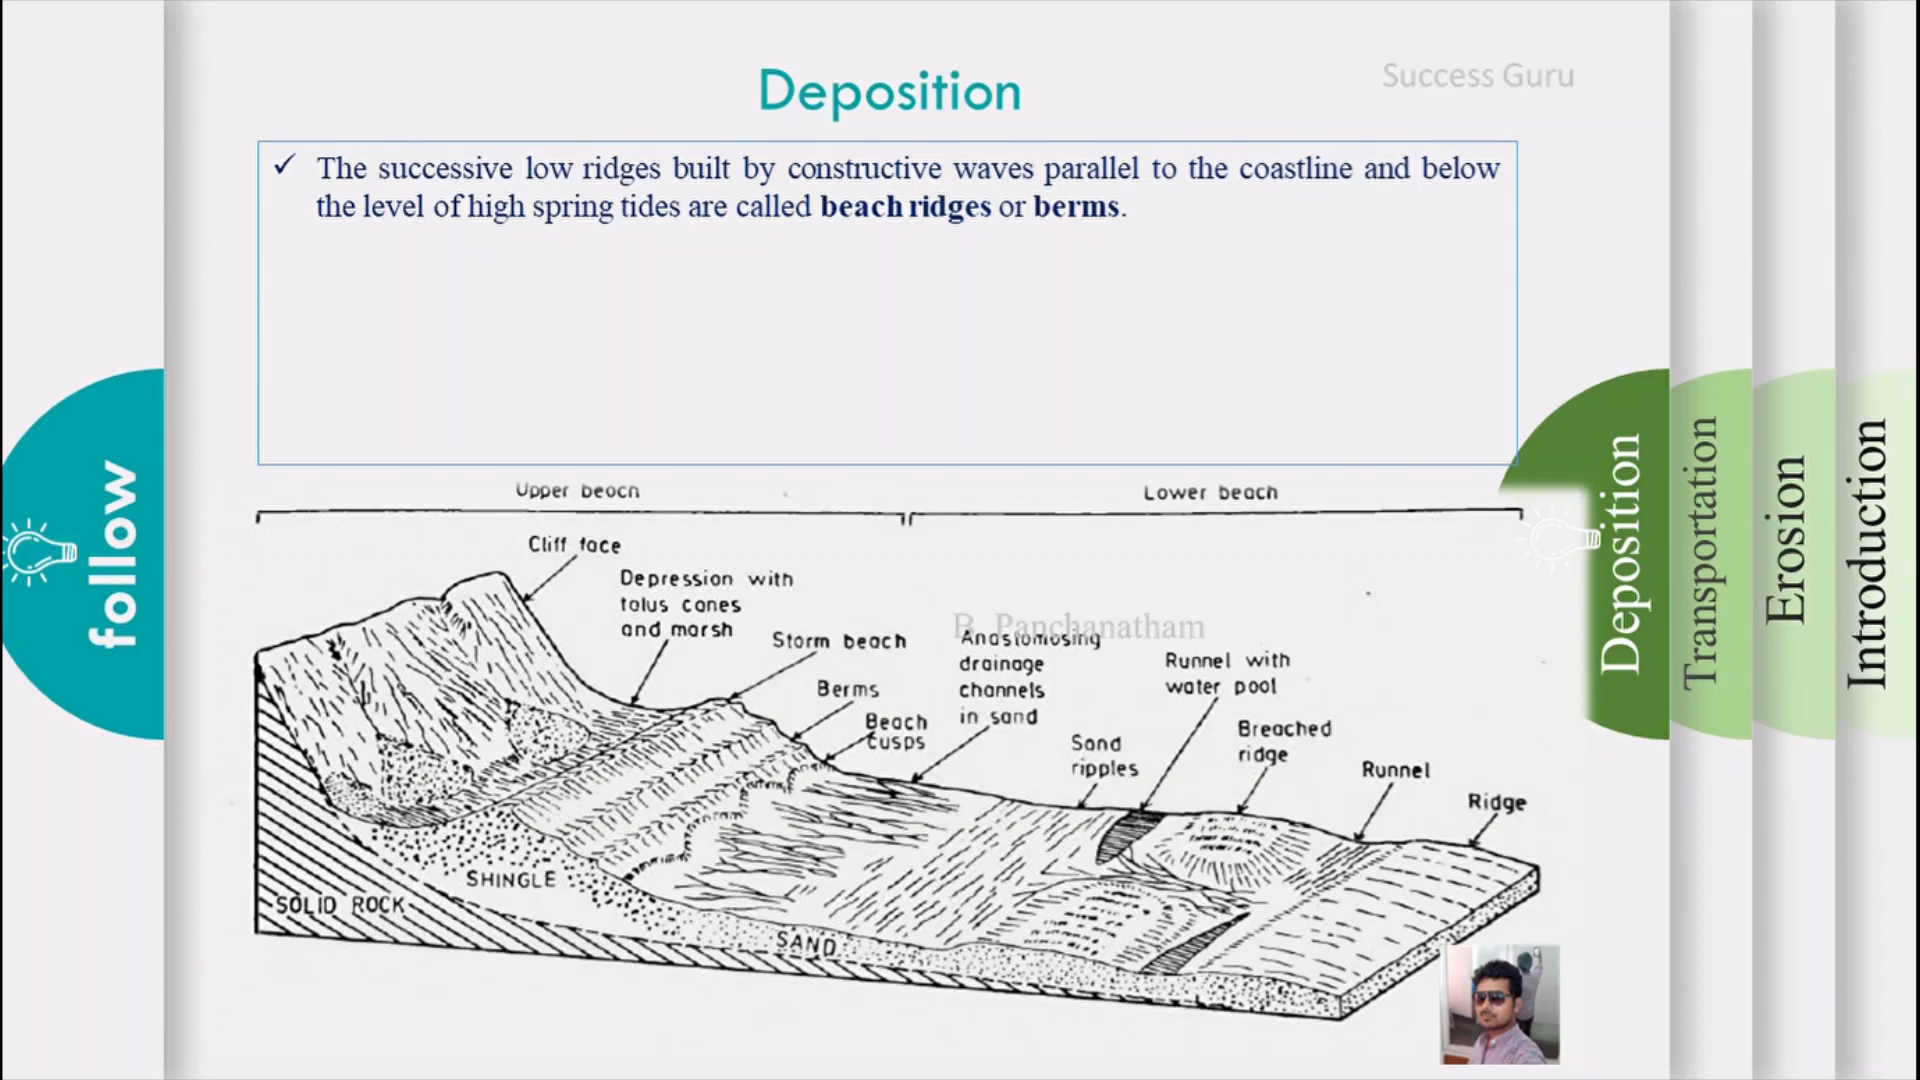 Deposition
Success Guru
✓ The successive low ridges built by constructive waves parallel to the coastline and below
the level of high spring tides are called beach ridges or berms.
follow
Upper beach
Lower beach
Cliff face
Depression with
talus cones
and marsh
Storm beach
Berms
Beach
cusps
B. Panchanatham
Anastomosing
drainage
channels
in sand
Sand
ripples
Runnel with
water pool
Breached
ridge
Runnel
Ridge
SOLID ROCK
SHINGLE
SAND
Deposition
Transportation
Erosion
Introduction